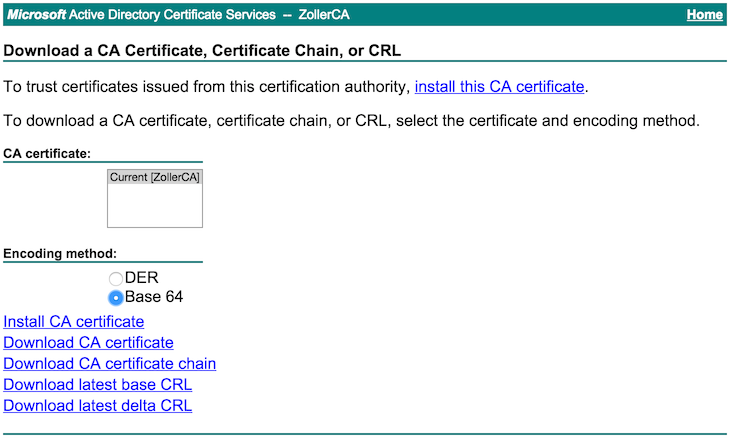 Microsoft Active Directory Certificate Services -- ZollerCA Home
Download a CA Certificate, Certificate Chain, or CRL
To trust certificates issued from this certification authority, install this CA certificate.
To download a CA certificate, certificate chain, or CRL, select the certificate and encoding method.
CA certificate:
Current [ZollerCA]
Encoding method:
DER
Base 64
Install CA certificate
Download CA certificate
Download CA certificate chain
Download latest base CRL
Download latest delta CRL